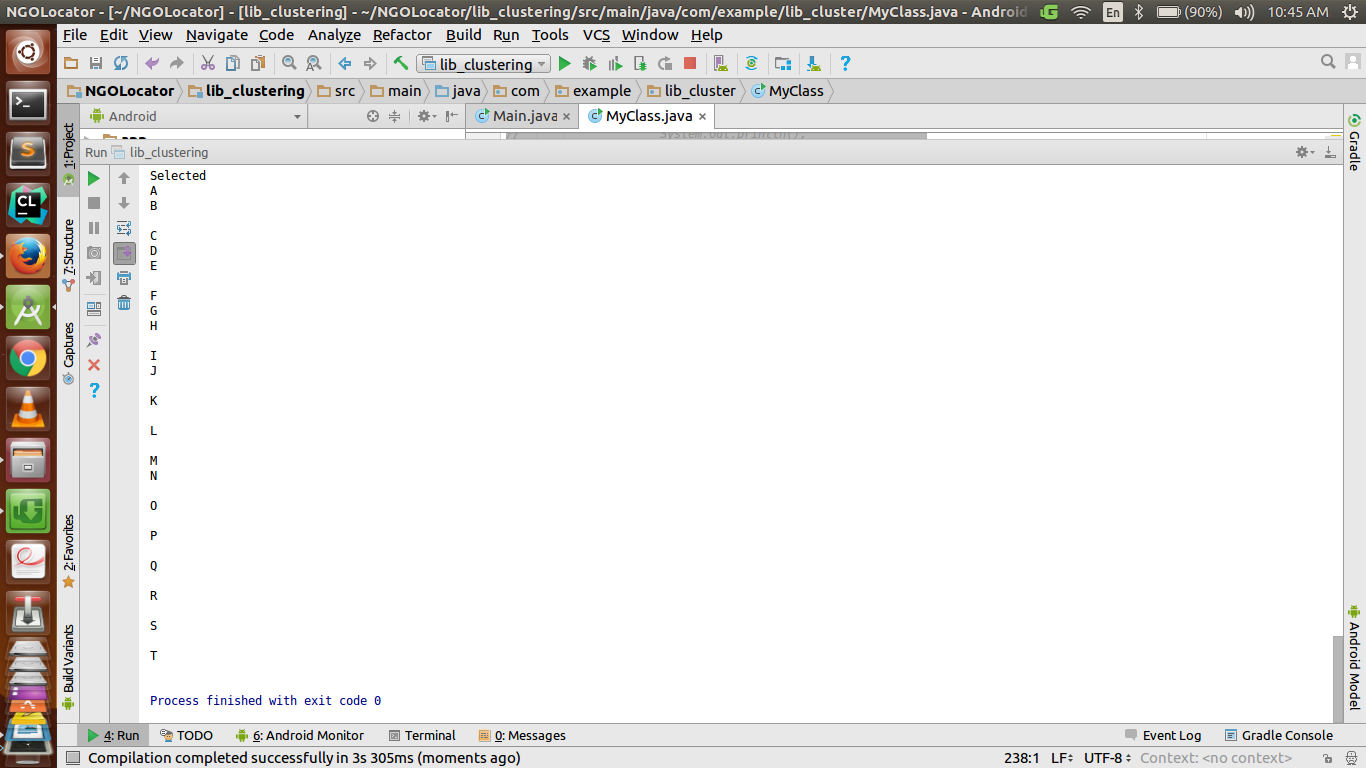 NGOLocator - [~/NGOLocator] - [lib_clustering] - ~/NGOLocator/lib_clustering/src/main/java/com/example/lib_cluster/MyClass.java - Android En (90%) 10:45 AM
File Edit View Navigate Code Analyze Refactor Build Run Tools VCS Window Help
lib_clustering
NGOLocator lib_clustering src main java com example lib_cluster MyClass
Android Main.java MyClass.java
// System.out.println();
Run lib_clustering
1: Project
7: Structure
Captures
2: Favorites
Build Variants
Selected
A
B
C
D
E
F
G
H
I
J
K
L
M
N
O
P
Q
R
S
T
Process finished with exit code 0
Gradle
Android Model
4: Run TODO 6: Android Monitor Terminal 0: Messages Event Log Gradle Console
Compilation completed successfully in 3s 305ms (moments ago) 238:1 LF UTF-8 Context: <no context>